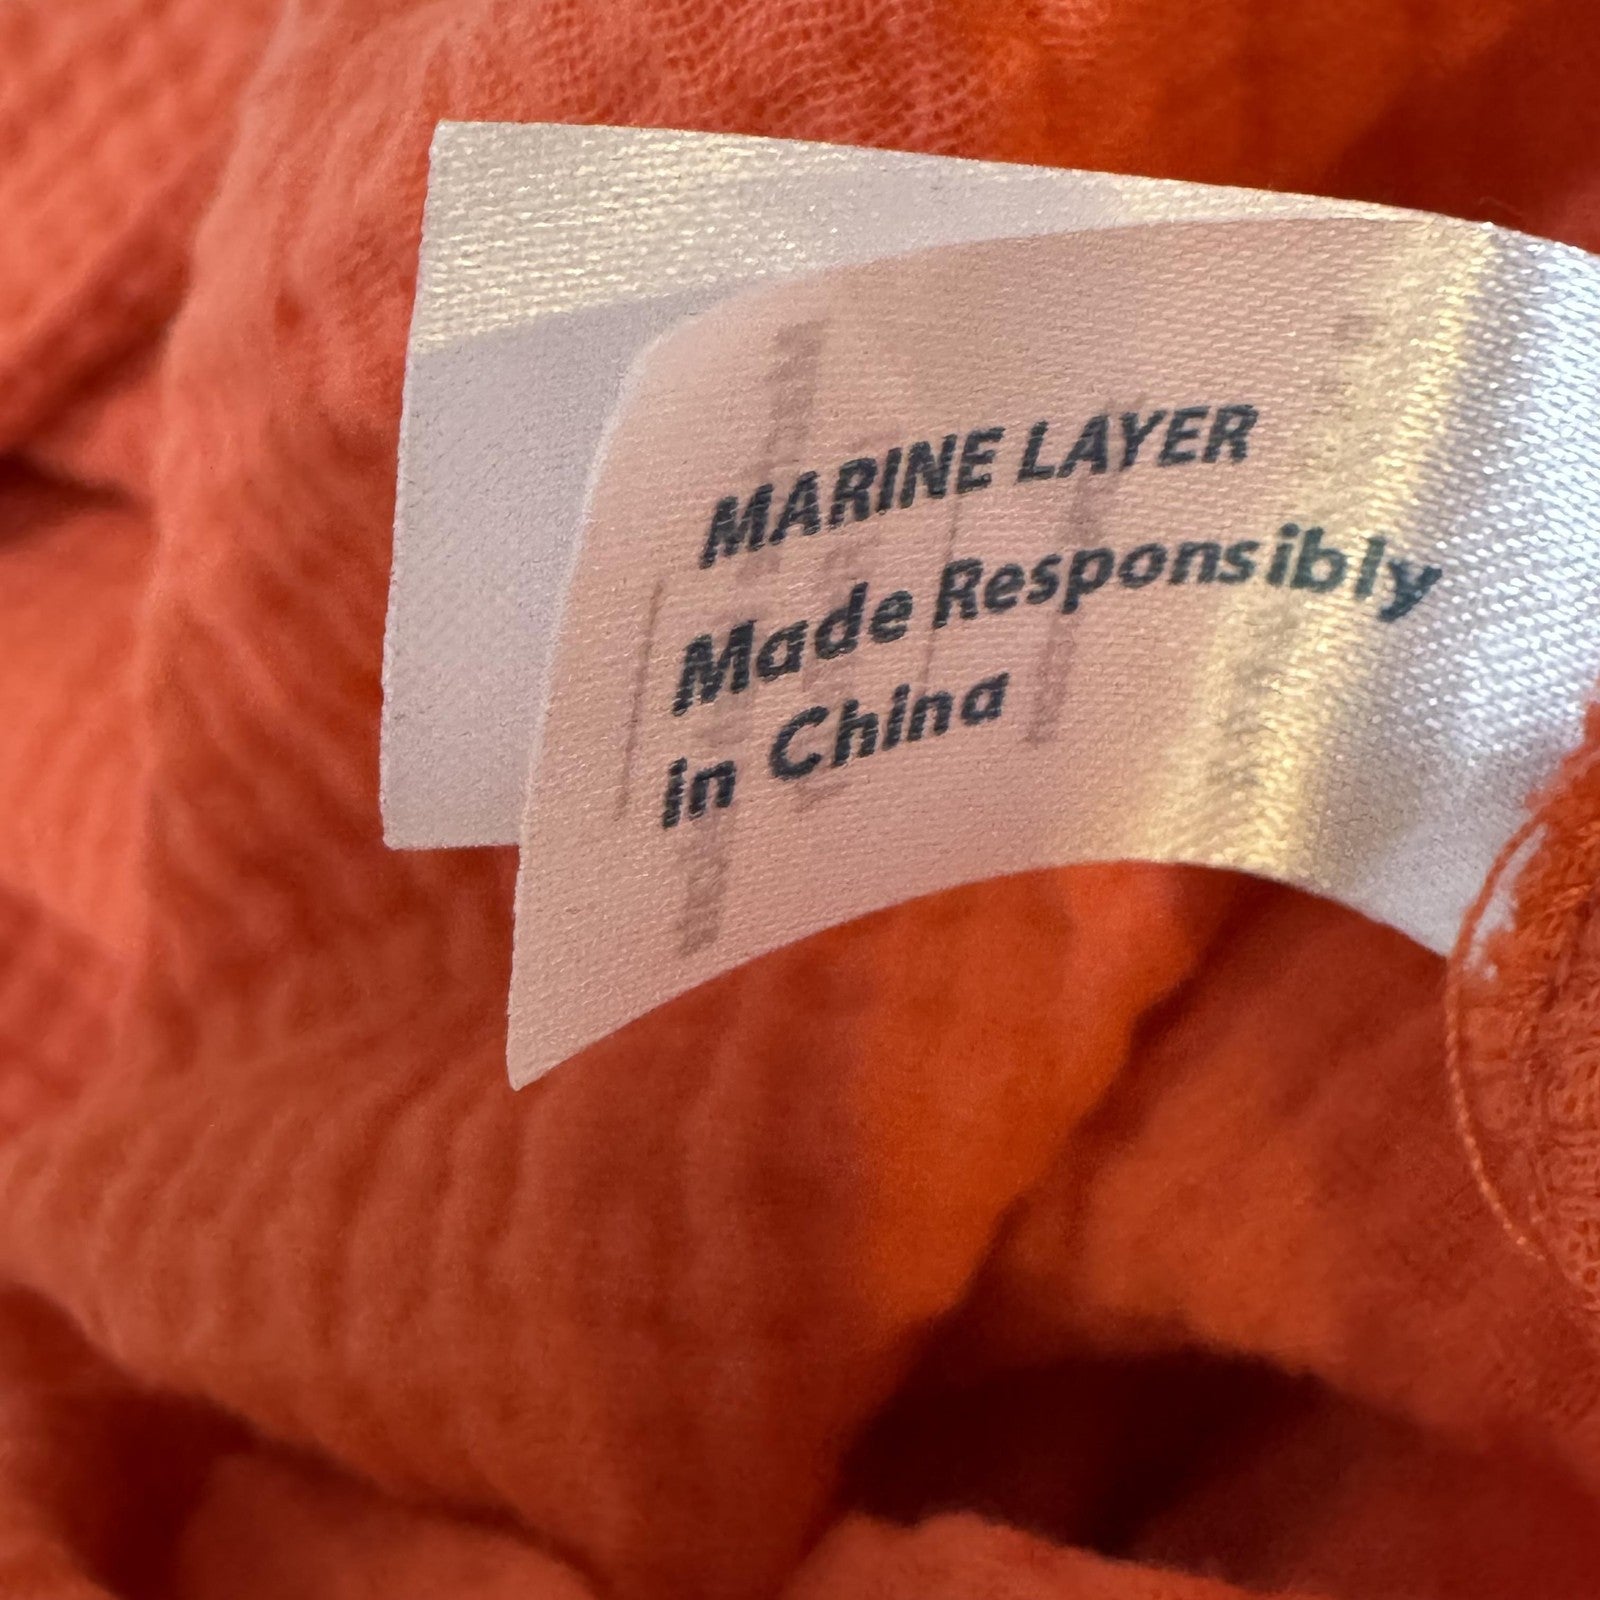 MARINE LAYER
Made Responsibly
in China